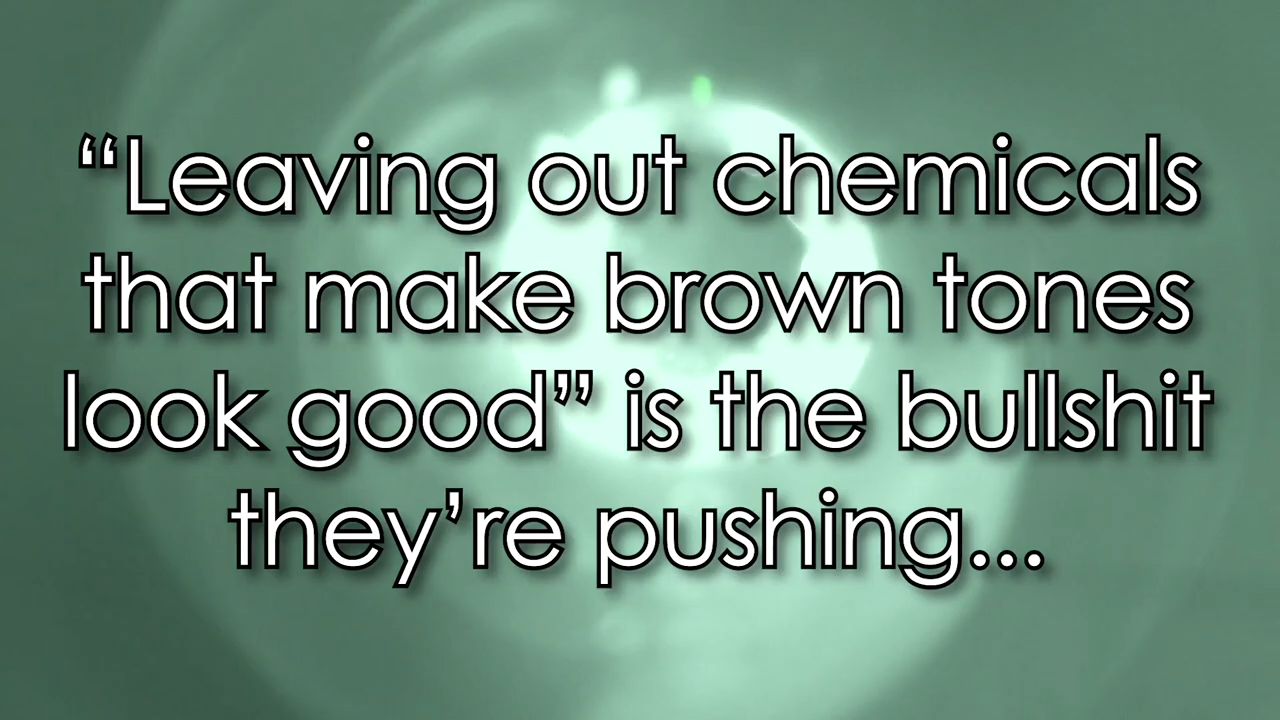 “Leaving out chemicals
that make brown tones
look good” is the bullshit
they’re pushing...